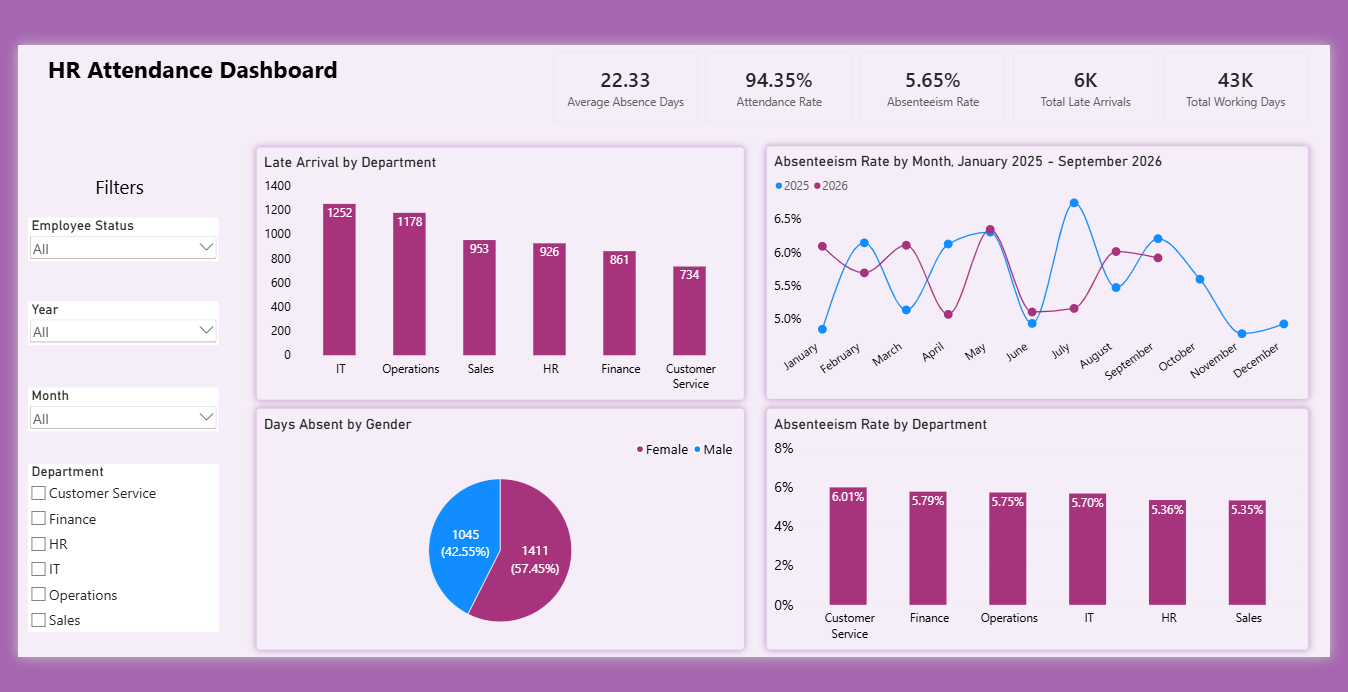 HR Attendance Dashboard
22.33
Average Absence Days
94.35%
Attendance Rate
5.65%
Absenteeism Rate
6K
Total Late Arrivals
43K
Total Working Days
Filters
Employee Status
All
Year
All
Month
All
Department
Customer Service
Finance
HR
IT
Operations
Sales
Late Arrival by Department
1400
1200
1000
800
600
400
200
0
1252
1178
953
926
861
734
IT
Operations
Sales
HR
Finance
Customer
Service
Absenteeism Rate by Month, January 2025 - September 2026
2025 2026
6.5%
6.0%
5.5%
5.0%
January
February
March
April
May
June
July
August
September
October
November
December
Days Absent by Gender
Female Male
1045
(42.55%)
1411
(57.45%)
Absenteeism Rate by Department
8%
6%
4%
2%
0%
6.01%
5.79%
5.75%
5.70%
5.36%
5.35%
Customer
Service
Finance
Operations
IT
HR
Sales